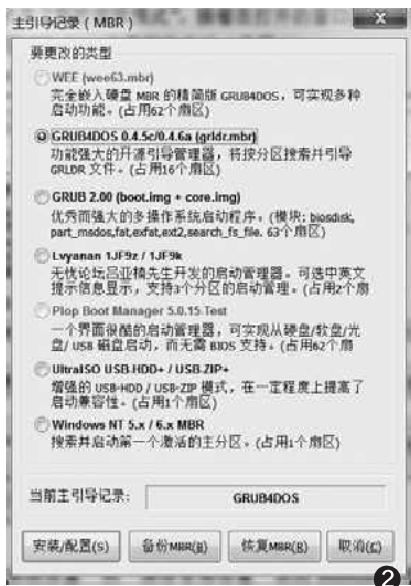 主引导记录（MBR）
要更改的类型
WEE (wee63.mbr)
完全嵌入硬盘 MBR 的精简版 GRUB4DOS，可实现多种
启动功能。(占用62个扇区)
GRUB4DOS 0.4.5c/0.4.6a (grldr.mbr)
功能强大的开源引导管理器，将按分区搜索并引导
GRLDR 文件。(占用16个扇区)
GRUB 2.00 (boot.img + core.img)
优秀而强大的多操作系统启动程序。(模块: biosdisk,
part_msdos,fat,exfat,ext2,search_fs_file. 63个扇区)
Lvyanan 1JF9z / 1JF9k
无忧论坛吕亚楠先生开发的启动管理器。可选中英文
提示信息显示，支持3个分区的启动管理。(占用2个扇
Plop Boot Manager 5.0.15 Test
一个界面很酷的启动管理器，可实现从硬盘/软盘/光
盘/ USB 磁盘启动，而无需 BIOS 支持。(占用62个扇
UltraISO USB-HDD+ / USB-ZIP+
增强的 USB-HDD / USB-ZIP 模式，在一定程度上提高了
启动兼容性。(占用1个扇区)
Windows NT 5.x / 6.x MBR
搜索并启动第一个激活的主分区。(占用1个扇区)
当前主引导记录: GRUB4DOS
安装/配置(S) 备份MBR(B) 恢复MBR(R) 取消(C)
2